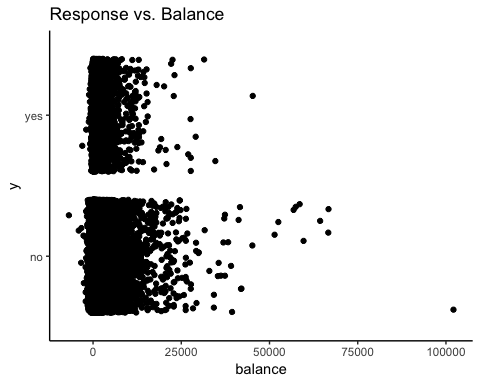 Response vs. Balance
yes
y
no
0 25000 50000 75000 100000
balance